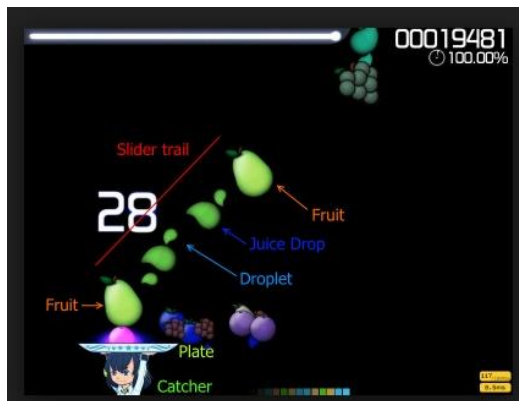 00019481
100.00%
Slider trail
28
Fruit
Juice Drop
Droplet
Fruit
Plate
Catcher